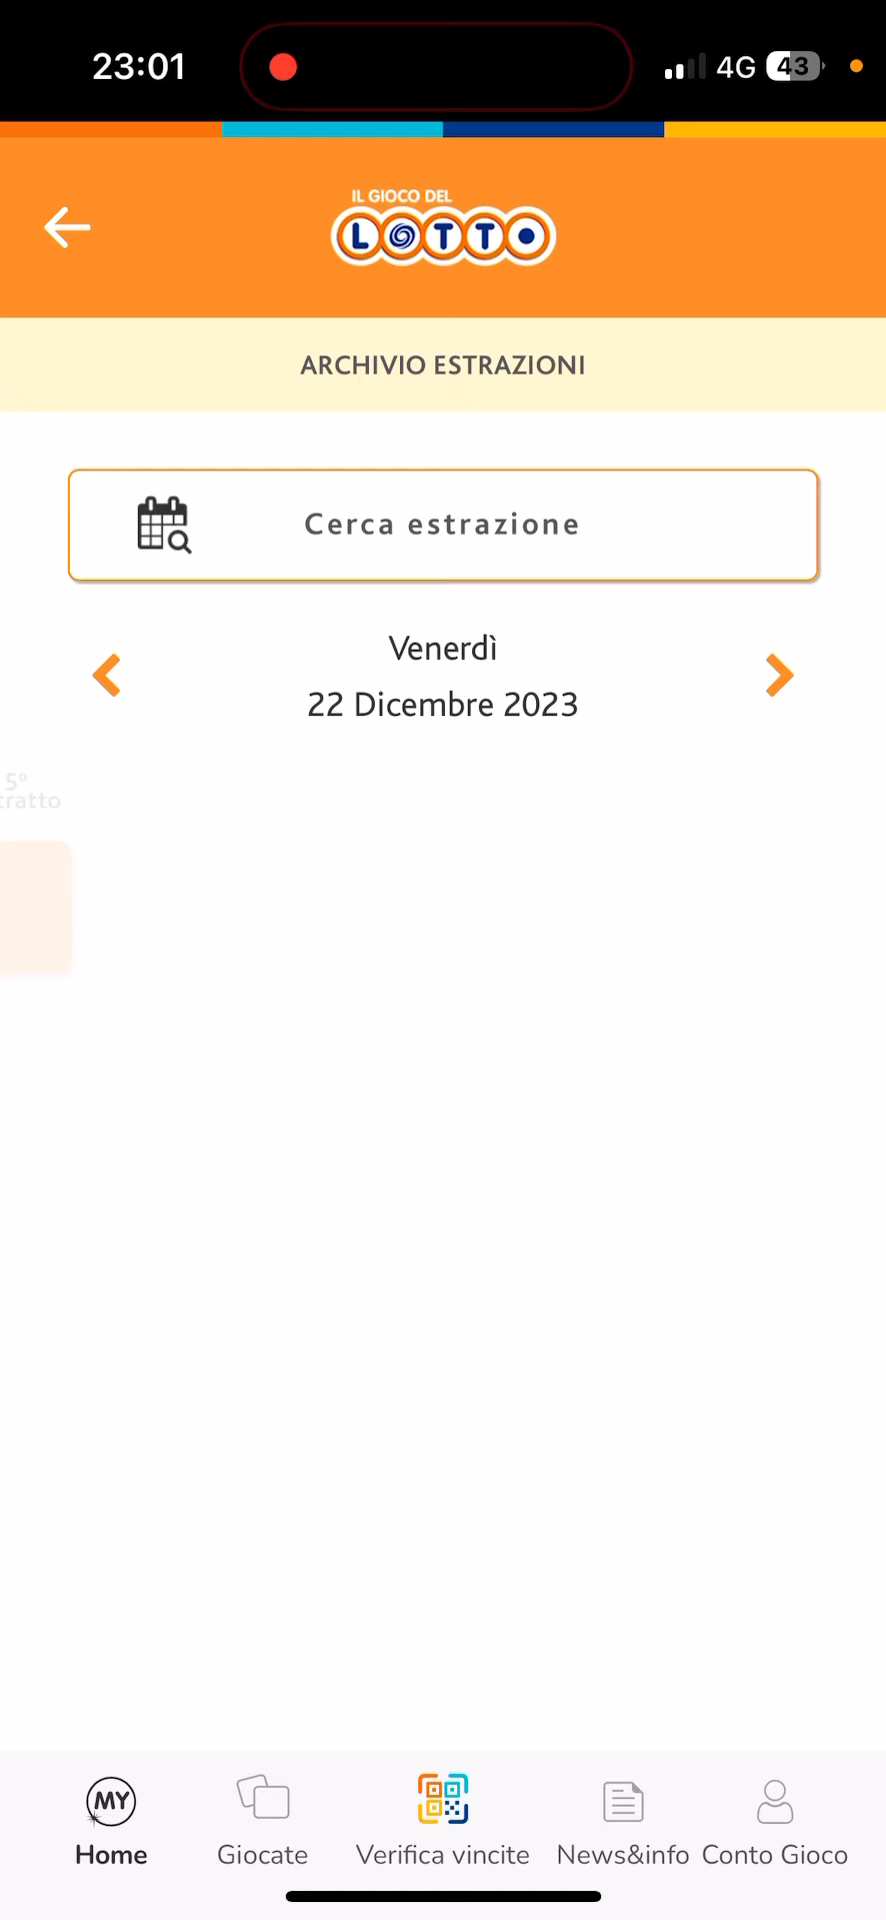 23:01
4G
43
IL GIOCO DEL
LOTTO
ARCHIVIO ESTRAZIONI
Cerca estrazione
Venerdì
22 Dicembre 2023
5°
tratto
MY
Home
Giocate
Verifica vincite
News&info
Conto Gioco